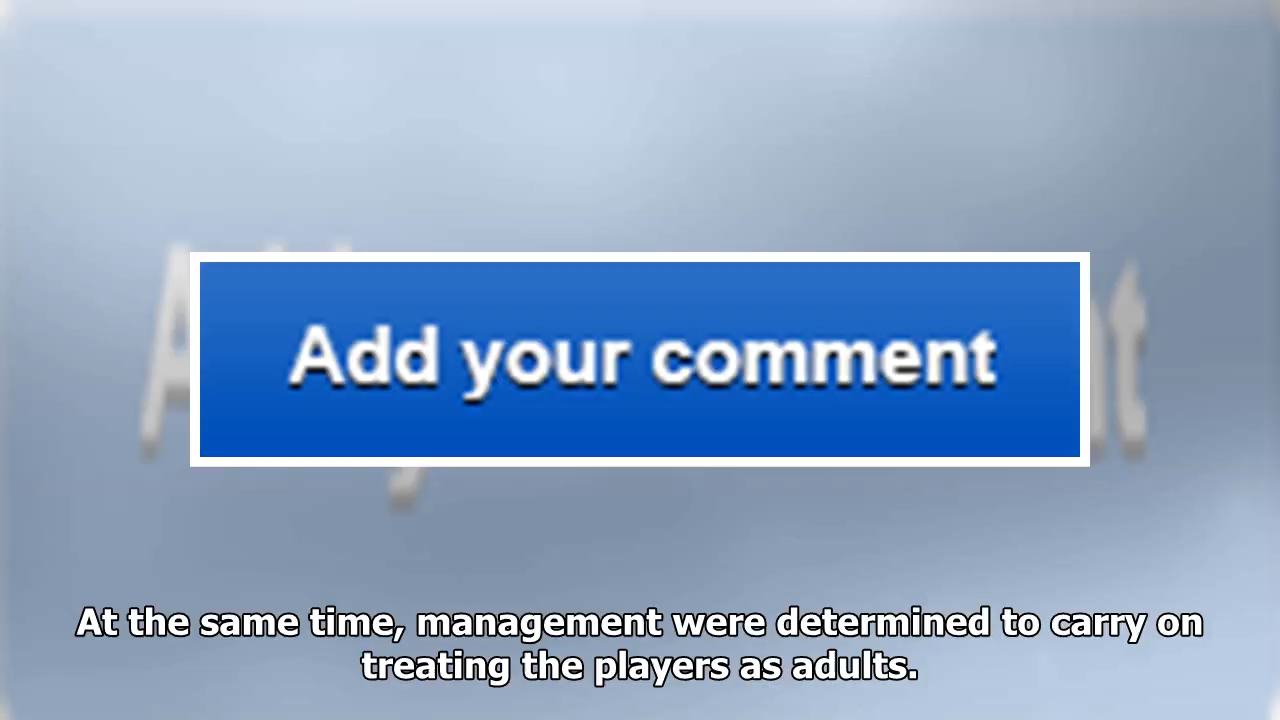 Add your comment
At the same time, management were determined to carry on
treating the players as adults.